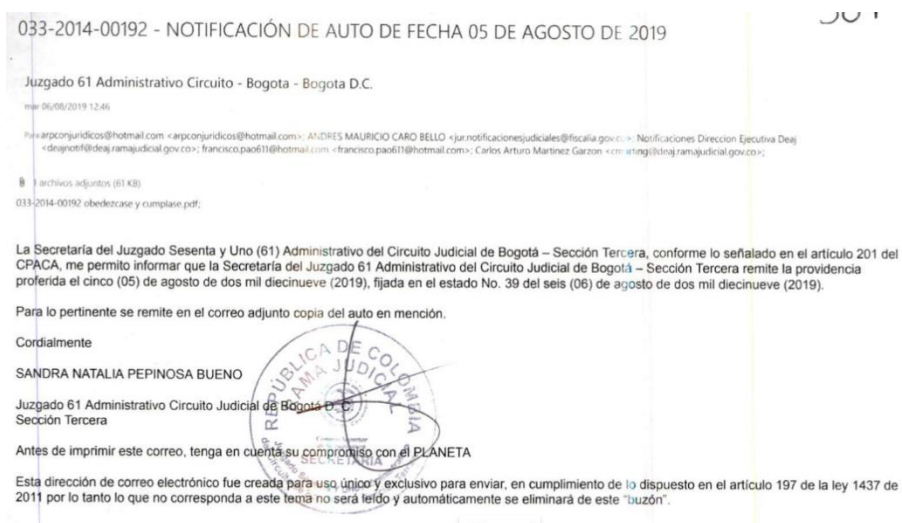 033-2014-00192 - NOTIFICACIÓN DE AUTO DE FECHA 05 DE AGOSTO DE 2019
Juzgado 61 Administrativo Circuito - Bogota - Bogota D.C.
mar 06/08/2019 12:46
Para: arpconjuridicos@hotmail.com <arpconjuridicos@hotmail.com>; ANDRES MAURICIO CARO BELLO <jur.notificacionesjudiciales@fiscalia.gov.co>; Notificaciones Direccion Ejecutiva Deaj
<deajnotif@deaj.ramajudicial.gov.co>; francisco.pao611@hotmail.com <francisco.pao611@hotmail.com>; Carlos Arturo Martinez Garzon
1 archivos adjuntos (61 KB)
033-2014-00192 obedezcase y cumplase.pdf;
La Secretaría del Juzgado Sesenta y Uno (61) Administrativo del Circuito Judicial de Bogotá – Sección Tercera, conforme lo señalado en el artículo 201 del
CPACA, me permito informar que la Secretaría del Juzgado 61 Administrativo del Circuito Judicial de Bogotá – Sección Tercera remite la providencia
proferida el cinco (05) de agosto de dos mil diecinueve (2019), fijada en el estado No. 39 del seis (06) de agosto de dos mil diecinueve (2019).
Para lo pertinente se remite en el correo adjunto copia del auto en mención.
Cordialmente
SANDRA NATALIA PEPINOSA BUENO
Juzgado 61 Administrativo Circuito Judicial de Bogotá D. C.
Sección Tercera
Antes de imprimir este correo, tenga en cuenta su compromiso con el PLANETA
Esta dirección de correo electrónico fue creada para uso único y exclusivo para enviar, en cumplimiento de lo dispuesto en el artículo 197 de la ley 1437 de
2011 por lo tanto lo que no corresponda a este tema no será leído y automáticamente se eliminará de este "buzón".
REPÚBLICA DE COLOMBIA
RAMA JUDICIAL
SECRETARIA